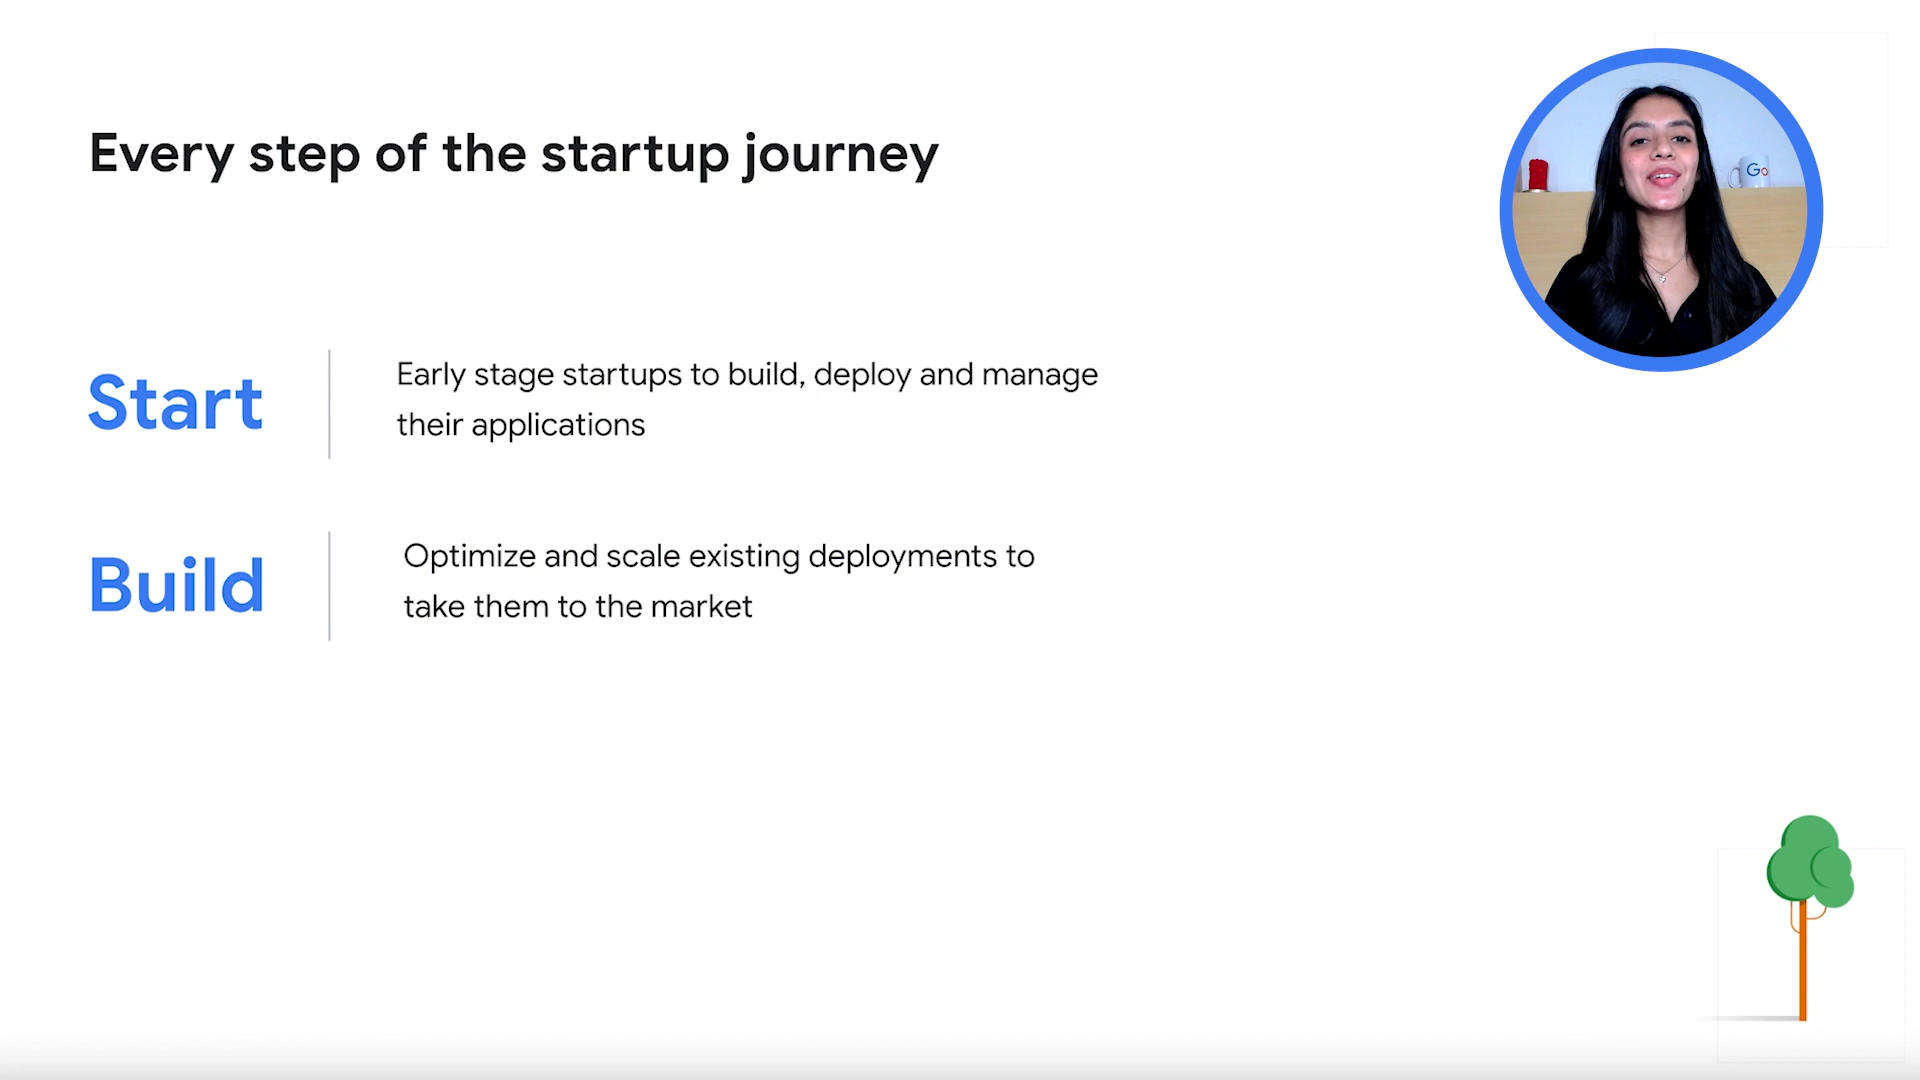 Every step of the startup journey
Go
Start
Early stage startups to build, deploy and manage
their applications
Build
Optimize and scale existing deployments to
take them to the market